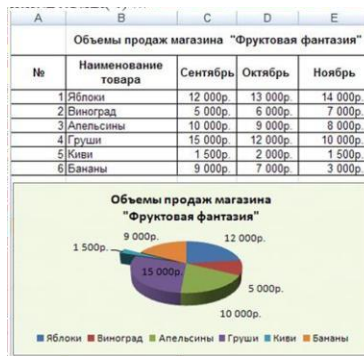 A B C D E
Объемы продаж магазина "Фруктовая фантазия"
№ Наименование товара Сентябрь Октябрь Ноябрь
1 Яблоки 12 000р. 13 000р. 14 000р.
2 Виноград 5 000р. 6 000р. 7 000р.
3 Апельсины 10 000р. 9 000р. 8 000р.
4 Груши 15 000р. 12 000р. 10 000р.
5 Киви 1 500р. 2 000р. 1 500р.
6 Бананы 9 000р. 7 000р. 3 000р.
Объемы продаж магазина
"Фруктовая фантазия"
9 000р. 12 000р.
1 500р.
15 000р.
5 000р.
10 000р.
Яблоки Виноград Апельсины Груши Киви Бананы